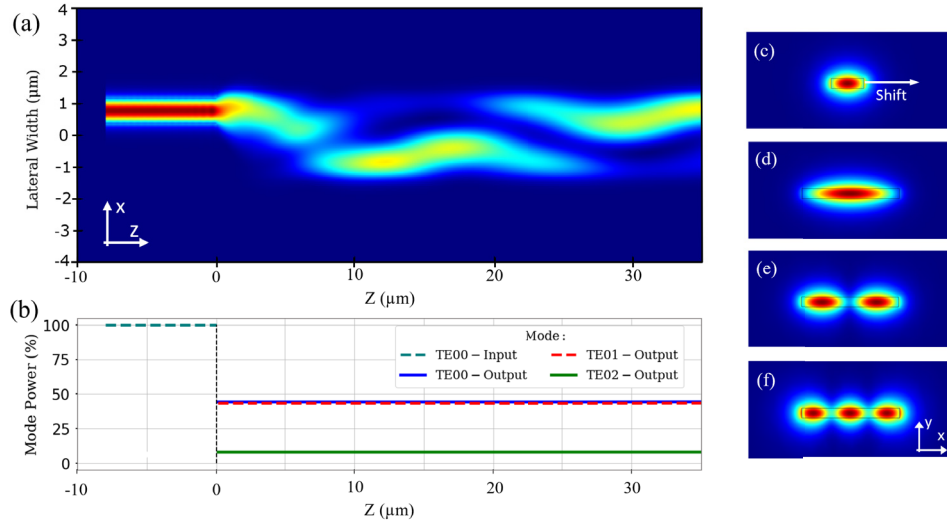 (a)
4
3
2
1
0
-1
-2
-3
-4
Lateral Width (μm)
X
Z
-10
0
10
20
30
Z (μm)
(b)
100
75
50
25
0
Mode Power (%)
Mode :
TE00 − Input
TE01 − Output
TE00 − Output
TE02 − Output
-10
0
10
20
30
Z (μm)
(c)
Shift
(d)
(e)
(f)
y
x